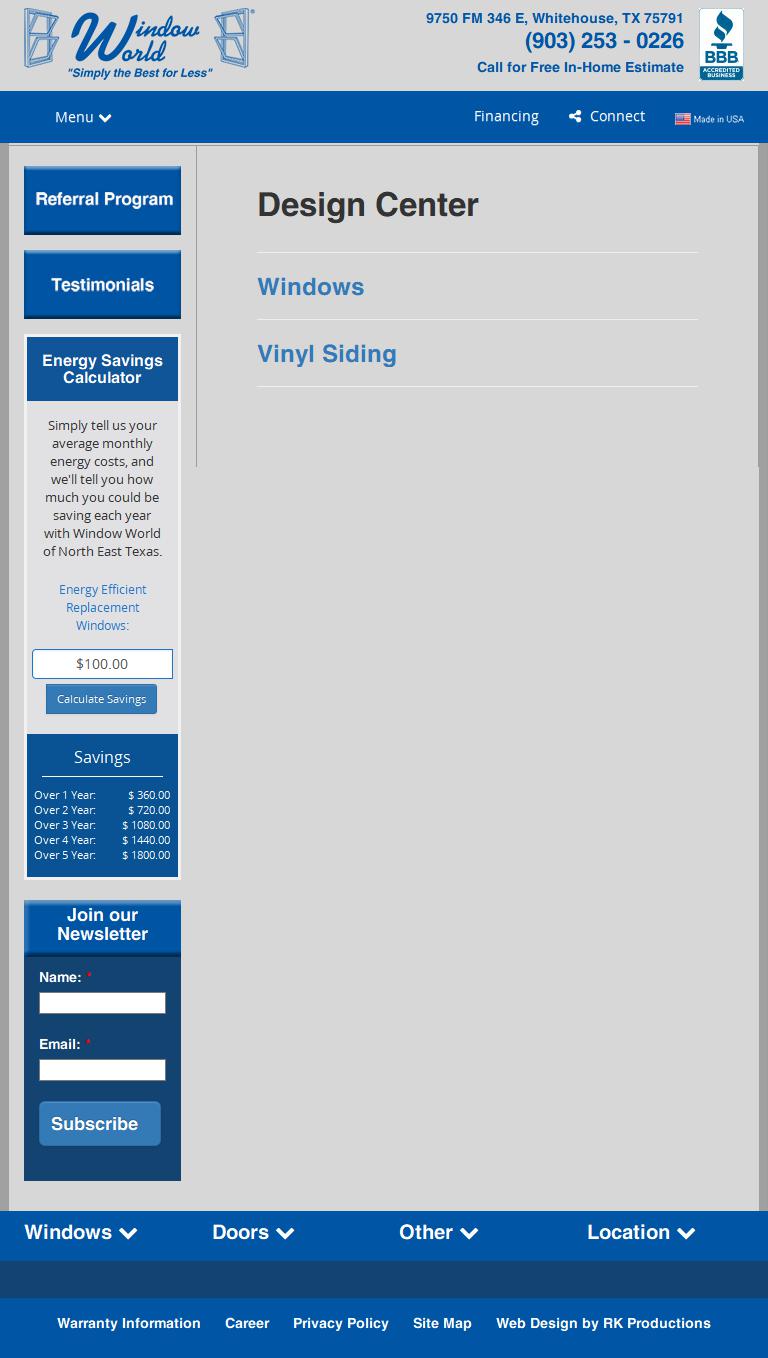 Window World
"Simply the Best for Less"
9750 FM 346 E, Whitehouse, TX 75791
(903) 253 - 0226
Call for Free In-Home Estimate
BBB
ACCREDITED
BUSINESS
Menu
Financing
Connect
Made in USA
Referral Program
Testimonials
Energy Savings
Calculator
Simply tell us your
average monthly
energy costs, and
we'll tell you how
much you could be
saving each year
with Window World
of North East Texas.
Energy Efficient
Replacement
Windows:
$100.00
Calculate Savings
Savings
Over 1 Year: $ 360.00
Over 2 Year: $ 720.00
Over 3 Year: $ 1080.00
Over 4 Year: $ 1440.00
Over 5 Year: $ 1800.00
Join our
Newsletter
Name: *
Email: *
Subscribe
Design Center
Windows
Vinyl Siding
Windows
Doors
Other
Location
Warranty Information
Career
Privacy Policy
Site Map
Web Design by RK Productions